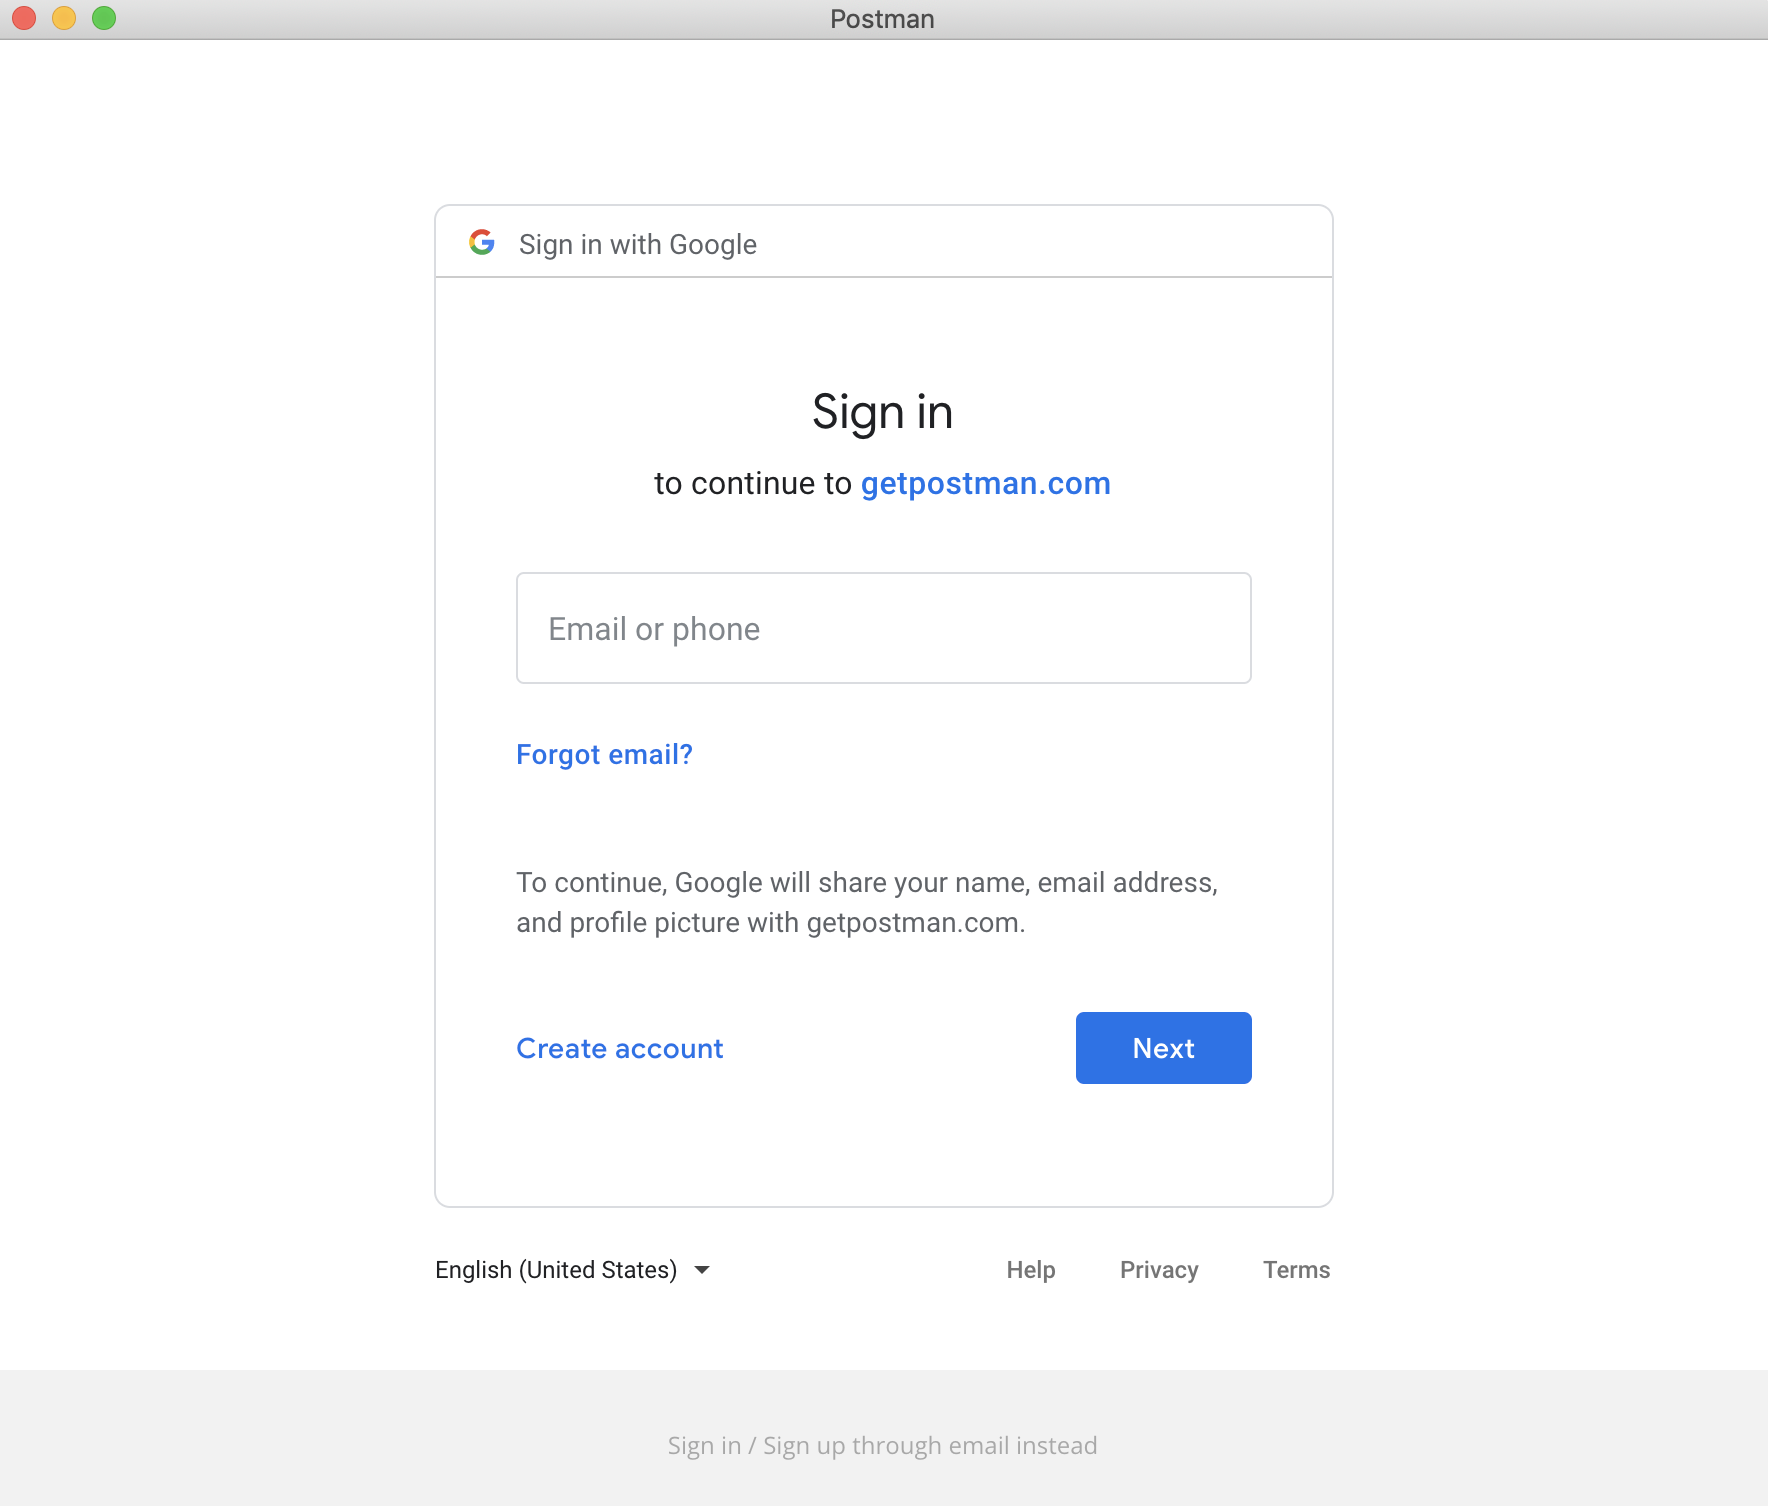 Postman
Sign in with Google
Sign in
to continue to getpostman.com
Email or phone
Forgot email?
To continue, Google will share your name, email address,
and profile picture with getpostman.com.
Create account
Next
English (United States)
Help
Privacy
Terms
Sign in / Sign up through email instead